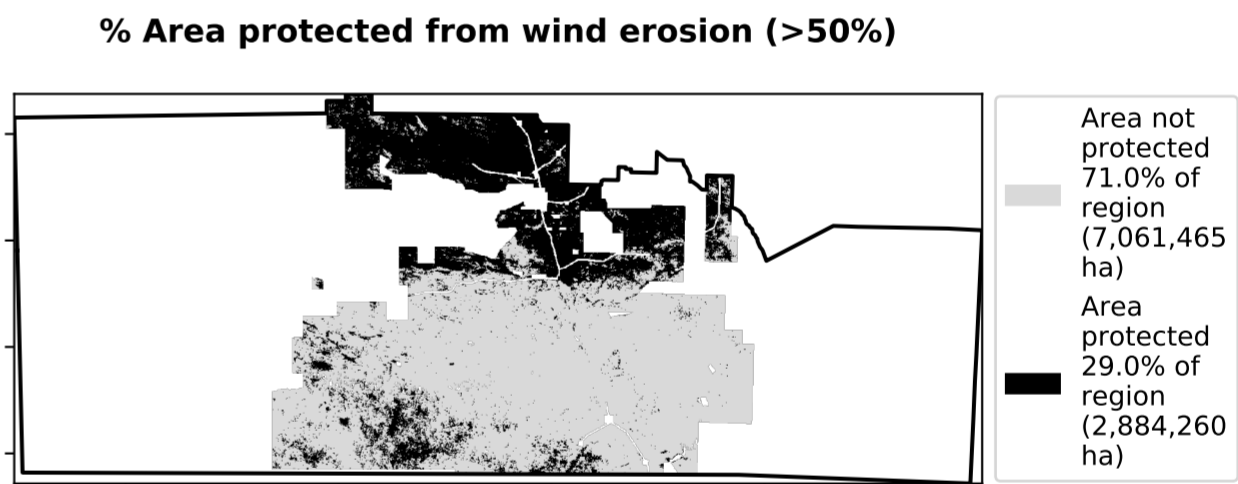 % Area protected from wind erosion (>50%)
Area not
protected
71.0% of
region
(7,061,465
ha)
Area
protected
29.0% of
region
(2,884,260
ha)